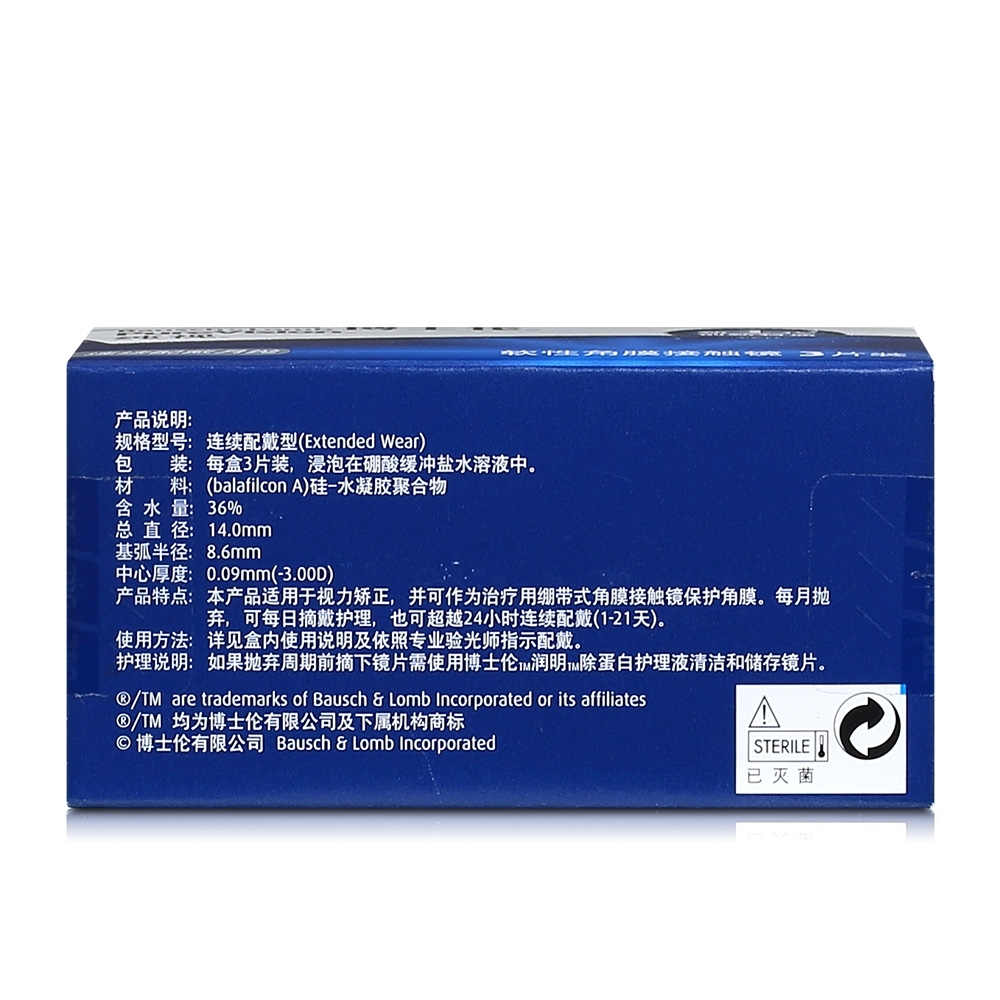 软性角膜接触镜 3片装
产品说明:
规格型号: 连续配戴型(Extended Wear)
包 装: 每盒3片装，浸泡在硼酸缓冲盐水溶液中。
材 料: (balafilcon A)硅-水凝胶聚合物
含 水 量: 36%
总 直 径: 14.0mm
基弧半径: 8.6mm
中心厚度: 0.09mm(-3.00D)
产品特点: 本产品适用于视力矫正，并可作为治疗用绷带式角膜接触镜保护角膜。每月抛
弃，可每日摘戴护理，也可超越24小时连续配戴(1-21天)。
使用方法: 详见盒内使用说明及依照专业验光师指示配戴。
护理说明: 如果抛弃周期前摘下镜片需使用博士伦TM润明TM除蛋白护理液清洁和储存镜片。
®/TM are trademarks of Bausch & Lomb Incorporated or its affiliates
®/TM 均为博士伦有限公司及下属机构商标
© 博士伦有限公司 Bausch & Lomb Incorporated
STERILE
已灭菌